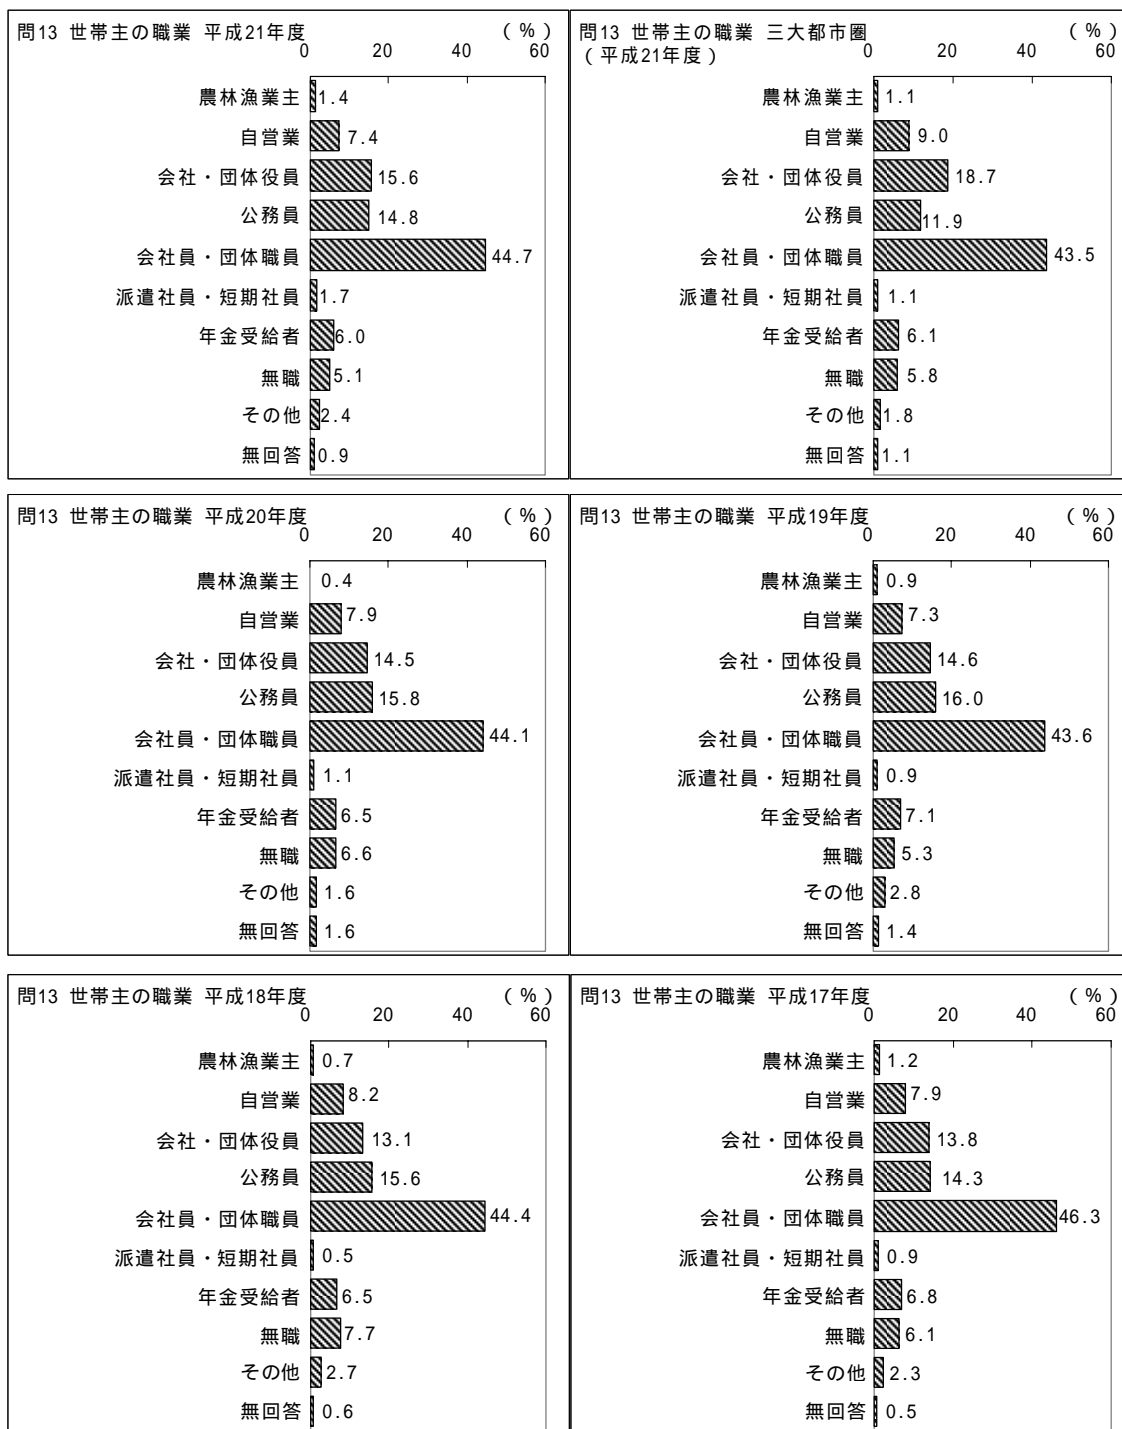 問13 世帯主の職業 平成21年度 (%)
0 20 40 60
農林漁業主 1.4
自営業 7.4
会社・団体役員 15.6
公務員 14.8
会社員・団体職員 44.7
派遣社員・短期社員 1.7
年金受給者 6.0
無職 5.1
その他 2.4
無回答 0.9
問13 世帯主の職業 三大都市圏 (%)
(平成21年度)
0 20 40 60
農林漁業主 1.1
自営業 9.0
会社・団体役員 18.7
公務員 11.9
会社員・団体職員 43.5
派遣社員・短期社員 1.1
年金受給者 6.1
無職 5.8
その他 1.8
無回答 1.1
問13 世帯主の職業 平成20年度 (%)
0 20 40 60
農林漁業主 0.4
自営業 7.9
会社・団体役員 14.5
公務員 15.8
会社員・団体職員 44.1
派遣社員・短期社員 1.1
年金受給者 6.5
無職 6.6
その他 1.6
無回答 1.6
問13 世帯主の職業 平成19年度 (%)
0 20 40 60
農林漁業主 0.9
自営業 7.3
会社・団体役員 14.6
公務員 16.0
会社員・団体職員 43.6
派遣社員・短期社員 0.9
年金受給者 7.1
無職 5.3
その他 2.8
無回答 1.4
問13 世帯主の職業 平成18年度 (%)
0 20 40 60
農林漁業主 0.7
自営業 8.2
会社・団体役員 13.1
公務員 15.6
会社員・団体職員 44.4
派遣社員・短期社員 0.5
年金受給者 6.5
無職 7.7
その他 2.7
無回答 0.6
問13 世帯主の職業 平成17年度 (%)
0 20 40 60
農林漁業主 1.2
自営業 7.9
会社・団体役員 13.8
公務員 14.3
会社員・団体職員 46.3
派遣社員・短期社員 0.9
年金受給者 6.8
無職 6.1
その他 2.3
無回答 0.5